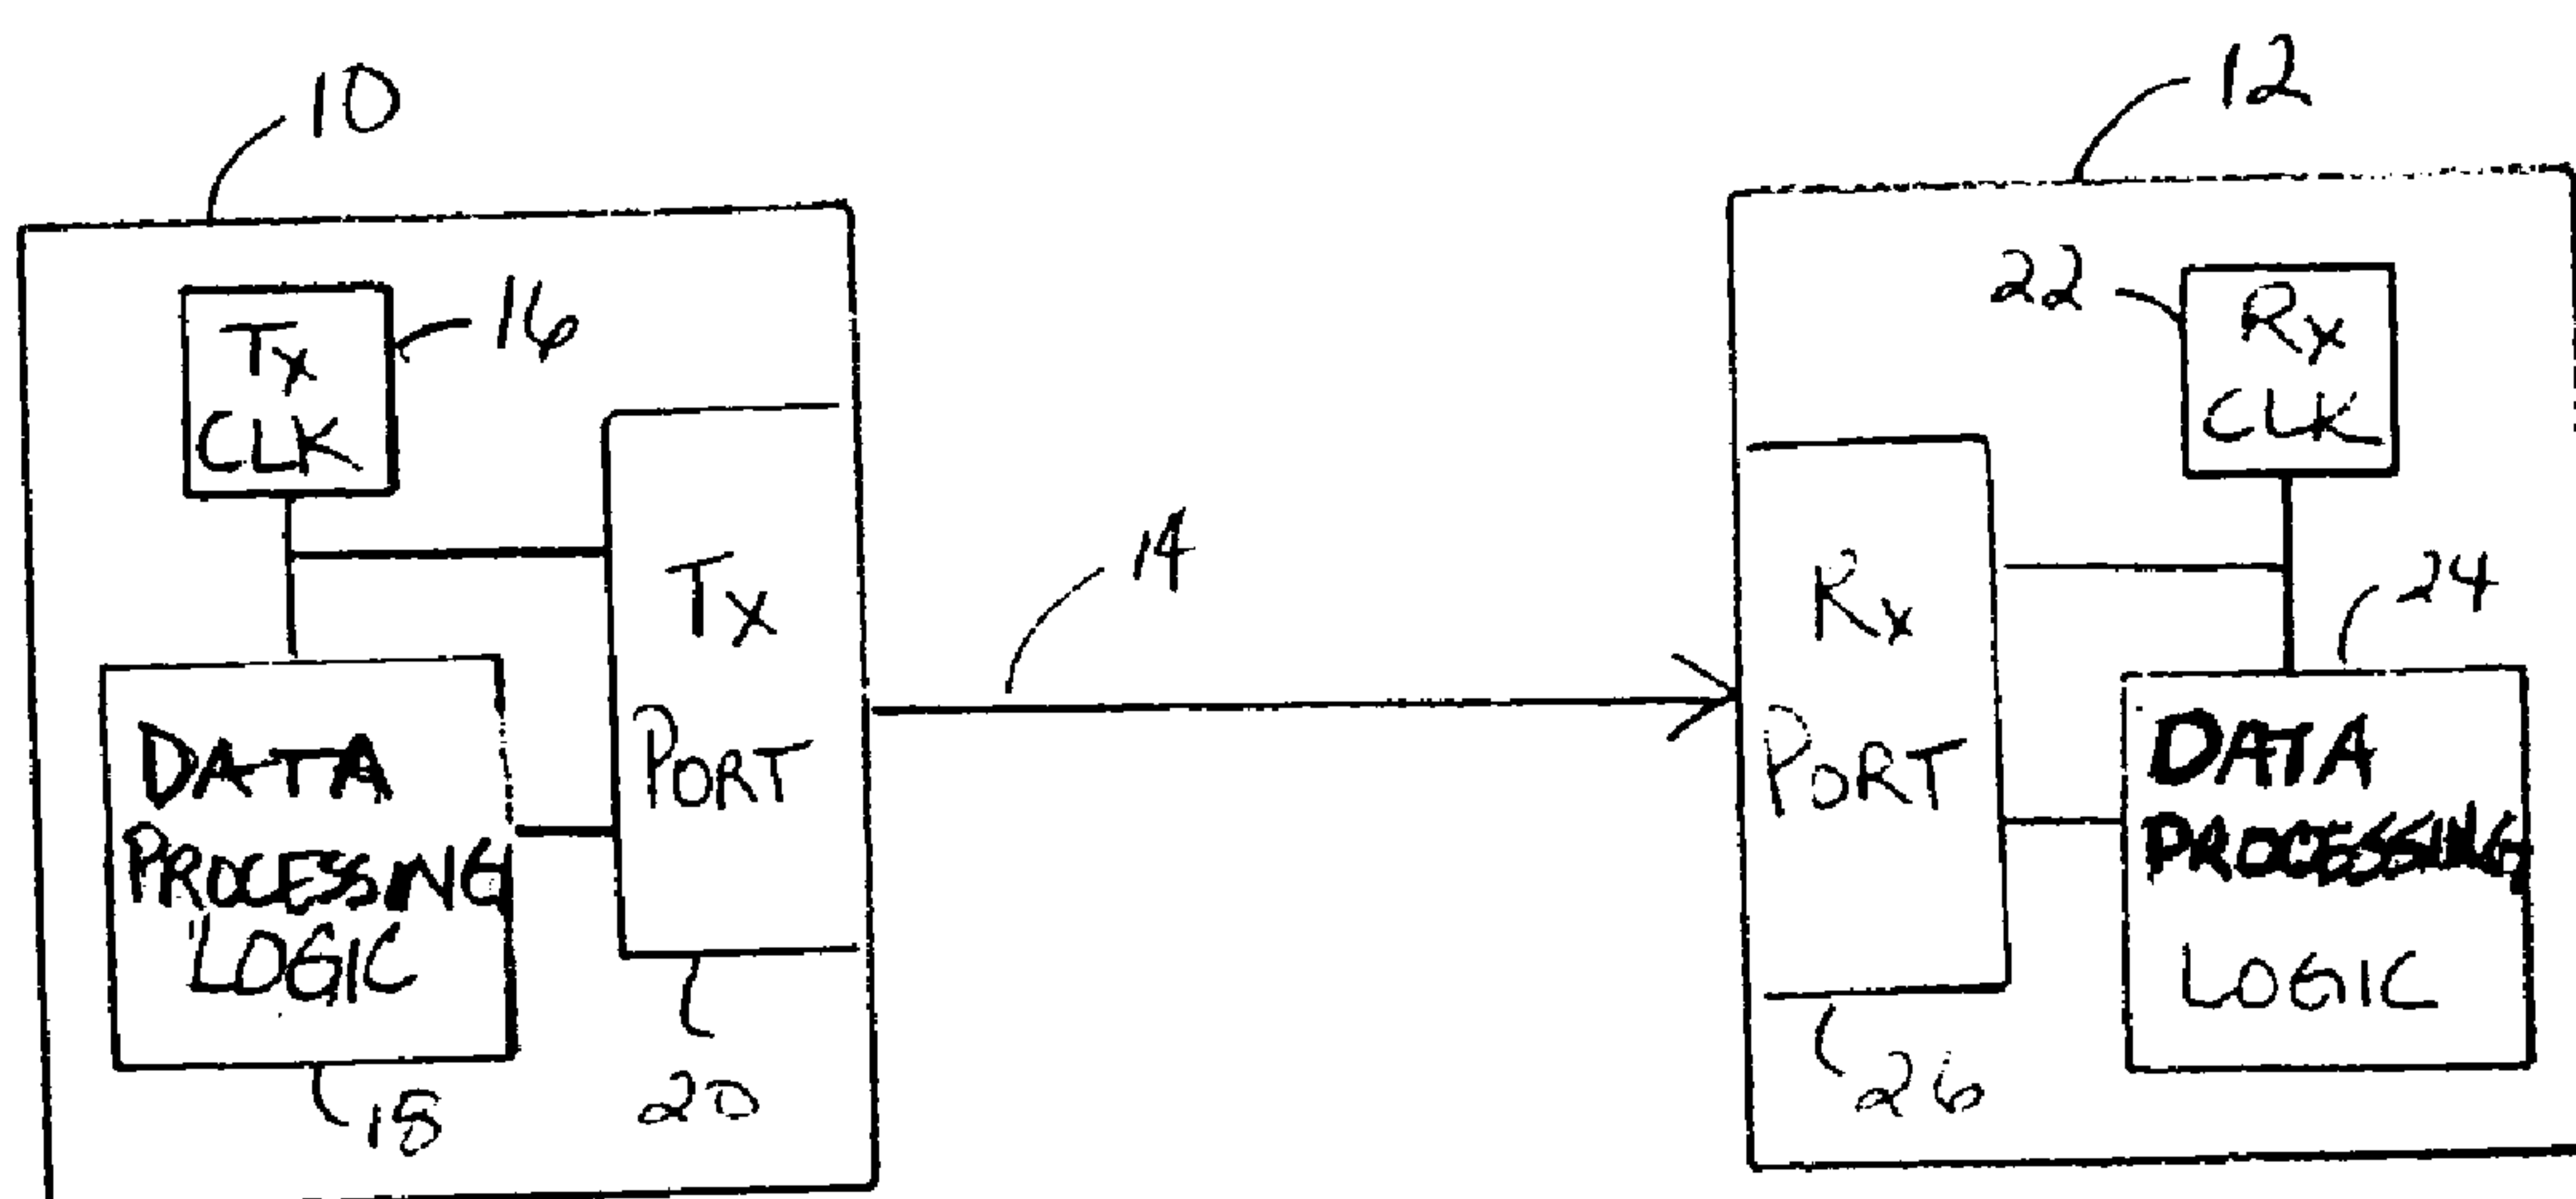 10
12
Tx
CLK
16
22
Rx
CLK
14
24
Tx
PORT
Rx
PORT
DATA
PROCESSING
LOGIC
DATA
PROCESSING
LOGIC
18
20
26